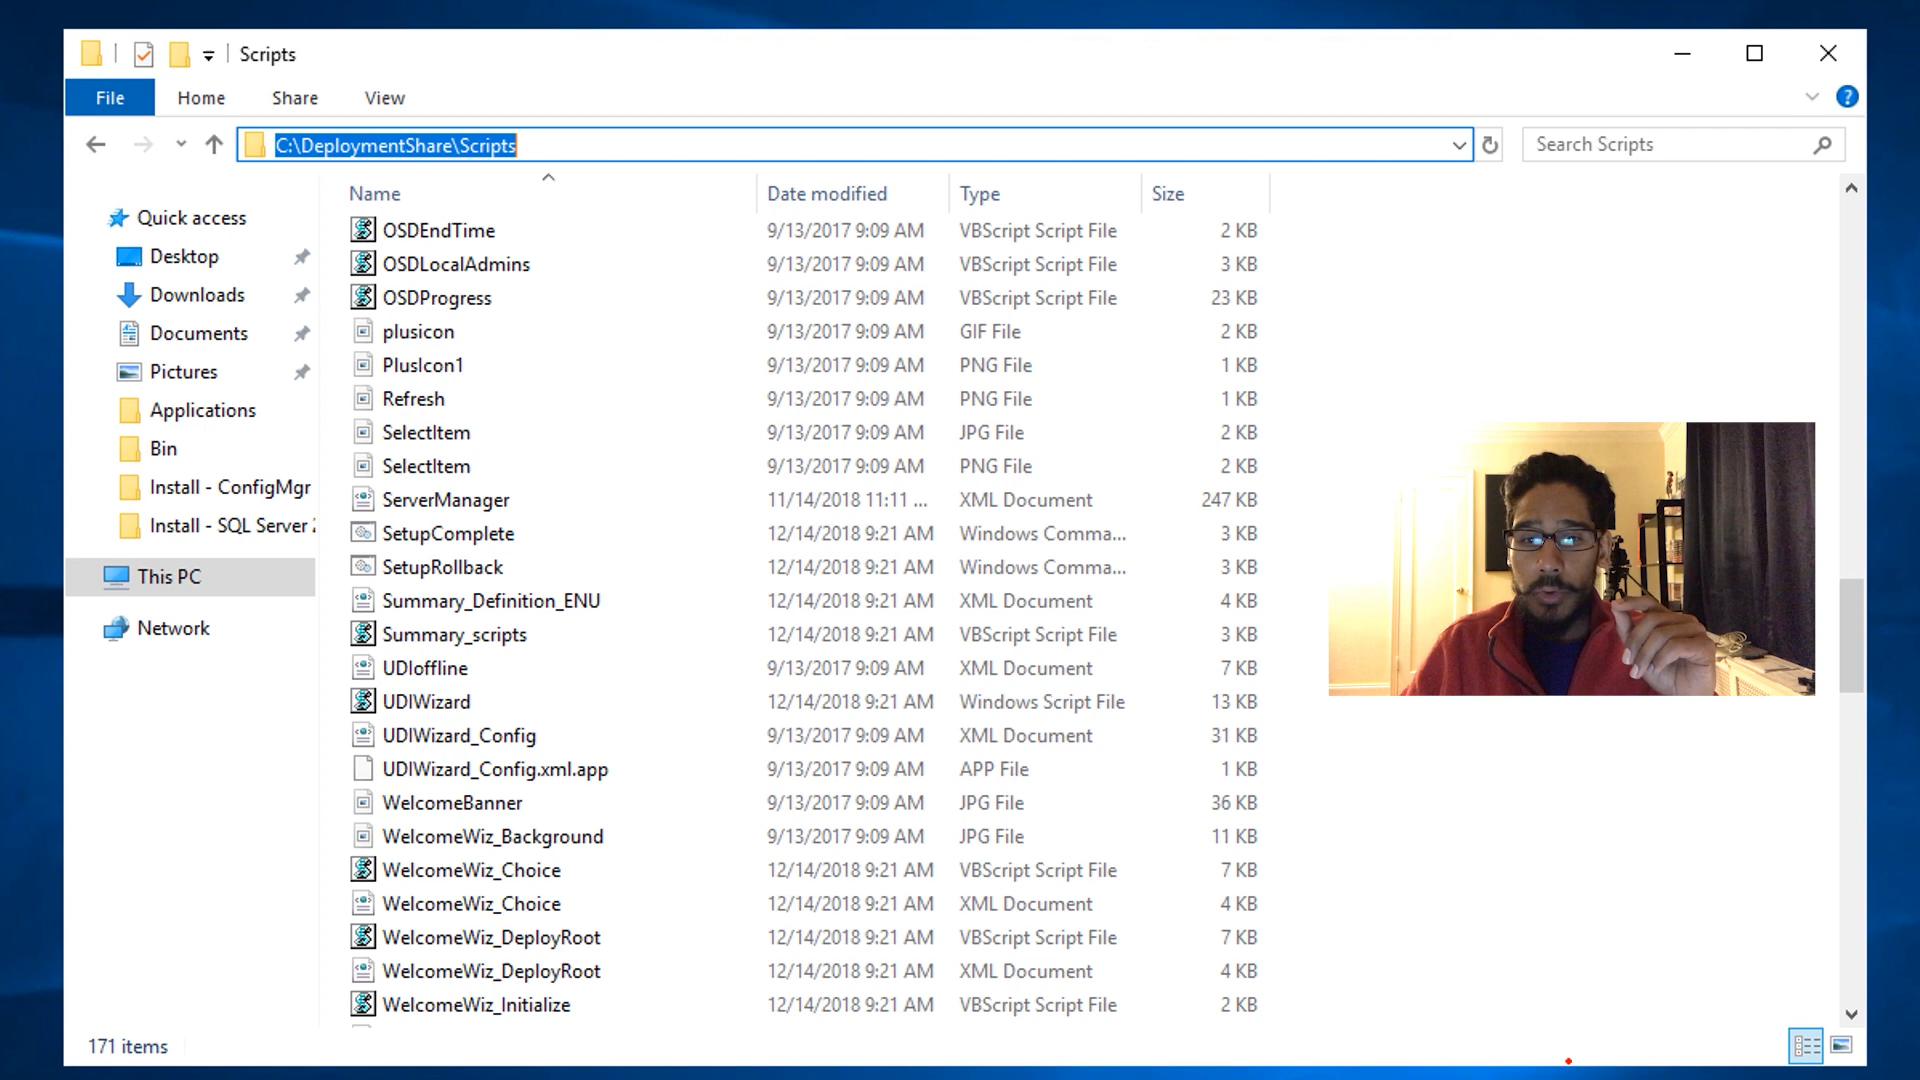 Scripts
File Home Share View
C:\DeploymentShare\Scripts
Search Scripts
Name Date modified Type Size
Quick access
Desktop
Downloads
Documents
Pictures
Applications
Bin
Install - ConfigMgr
Install - SQL Server 2
This PC
Network
OSDEndTime 9/13/2017 9:09 AM VBScript Script File 2 KB
OSDLocalAdmins 9/13/2017 9:09 AM VBScript Script File 3 KB
OSDProgress 9/13/2017 9:09 AM VBScript Script File 23 KB
plusicon 9/13/2017 9:09 AM GIF File 2 KB
PlusIcon1 9/13/2017 9:09 AM PNG File 1 KB
Refresh 9/13/2017 9:09 AM PNG File 1 KB
SelectItem 9/13/2017 9:09 AM JPG File 2 KB
SelectItem 9/13/2017 9:09 AM PNG File 2 KB
ServerManager 11/14/2018 11:11 ... XML Document 247 KB
SetupComplete 12/14/2018 9:21 AM Windows Comma... 3 KB
SetupRollback 12/14/2018 9:21 AM Windows Comma... 3 KB
Summary_Definition_ENU 12/14/2018 9:21 AM XML Document 4 KB
Summary_scripts 12/14/2018 9:21 AM VBScript Script File 3 KB
UDIoffline 9/13/2017 9:09 AM XML Document 7 KB
UDIWizard 12/14/2018 9:21 AM Windows Script File 13 KB
UDIWizard_Config 9/13/2017 9:09 AM XML Document 31 KB
UDIWizard_Config.xml.app 9/13/2017 9:09 AM APP File 1 KB
WelcomeBanner 9/13/2017 9:09 AM JPG File 36 KB
WelcomeWiz_Background 9/13/2017 9:09 AM JPG File 11 KB
WelcomeWiz_Choice 12/14/2018 9:21 AM VBScript Script File 7 KB
WelcomeWiz_Choice 12/14/2018 9:21 AM XML Document 4 KB
WelcomeWiz_DeployRoot 12/14/2018 9:21 AM VBScript Script File 7 KB
WelcomeWiz_DeployRoot 12/14/2018 9:21 AM XML Document 4 KB
WelcomeWiz_Initialize 12/14/2018 9:21 AM VBScript Script File 2 KB
171 items